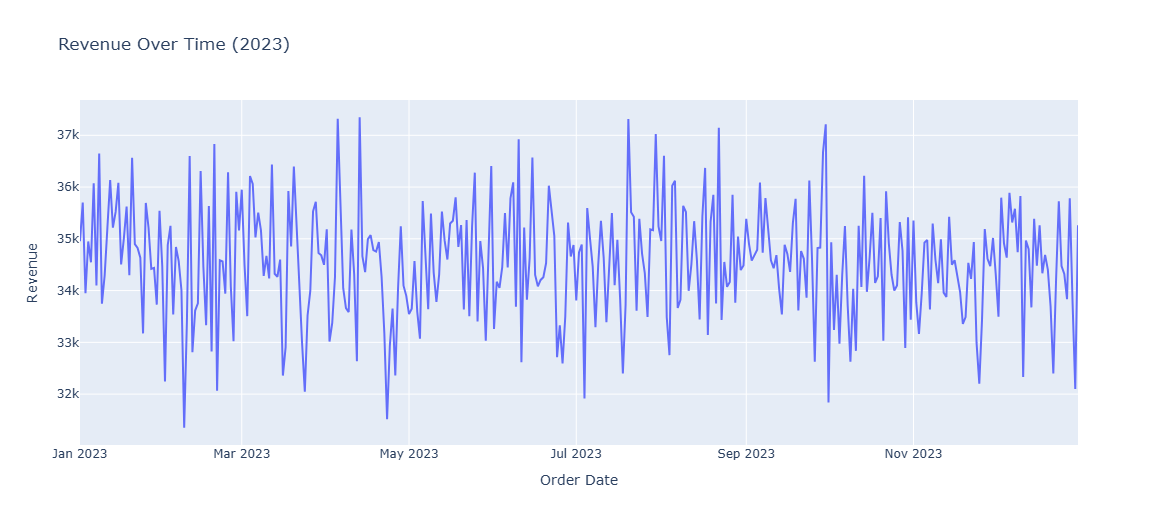 Revenue Over Time (2023)
37k
36k
35k
34k
33k
32k
Revenue
Jan 2023
Mar 2023
May 2023
Jul 2023
Sep 2023
Nov 2023
Order Date